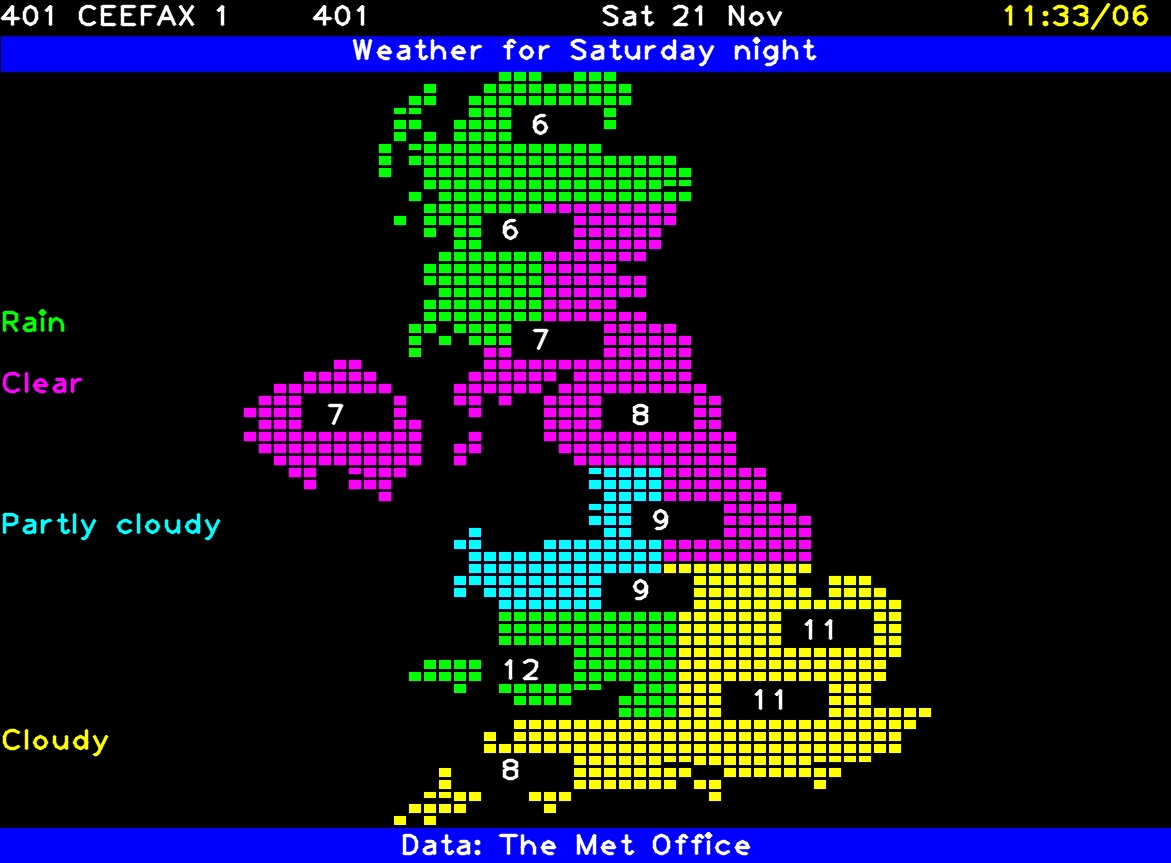 401 CEEFAX 1 401 Sat 21 Nov 11:33/06
Weather for Saturday night
6
6
Rain
7
Clear
7 8
Partly cloudy 9
9
11
12
11
Cloudy
8
Data: The Met Office